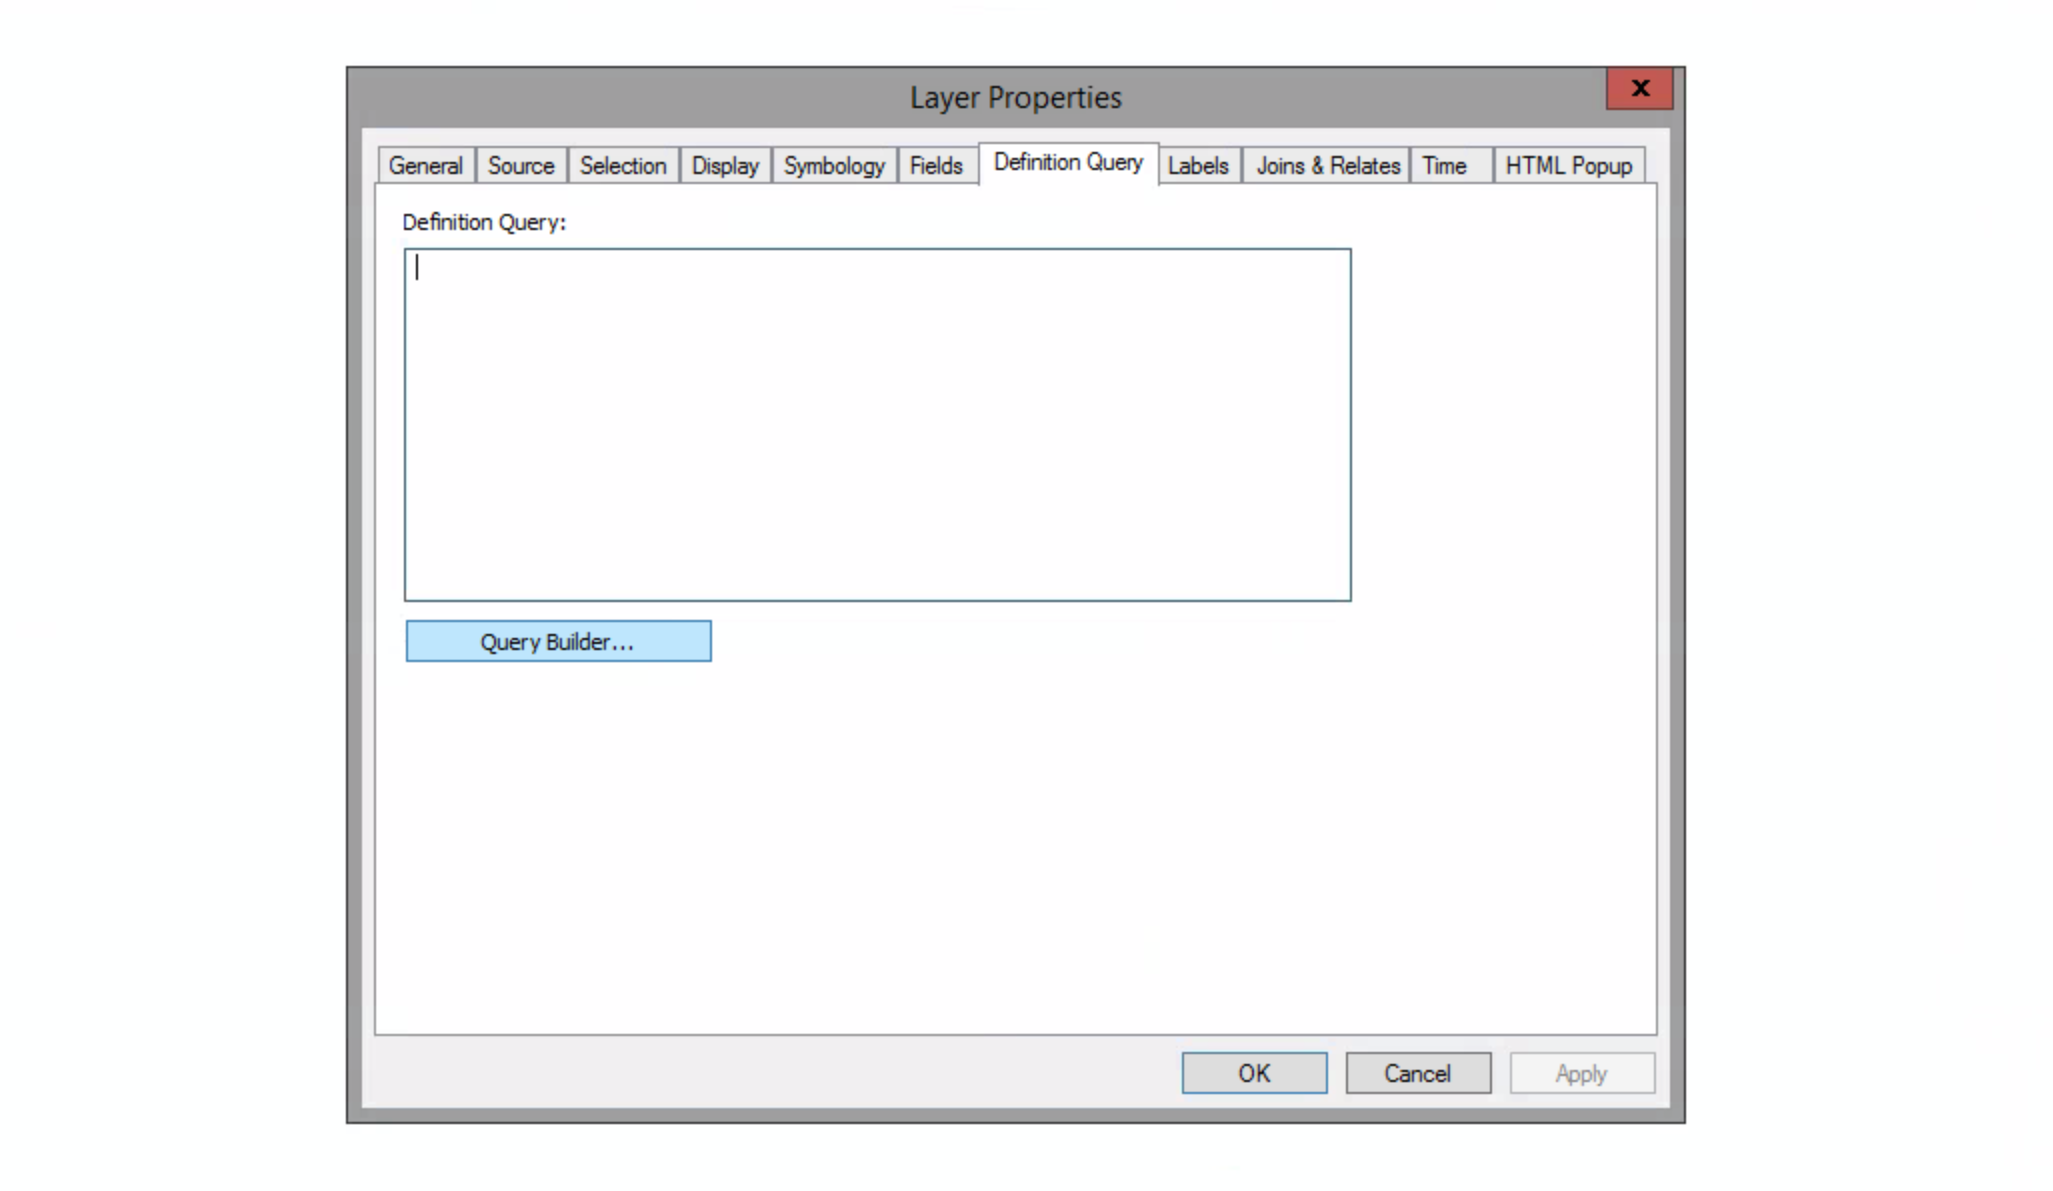 Layer Properties
x
General Source Selection Display Symbology Fields Definition Query Labels Joins & Relates Time HTML Popup
Definition Query:
Query Builder...
OK Cancel Apply